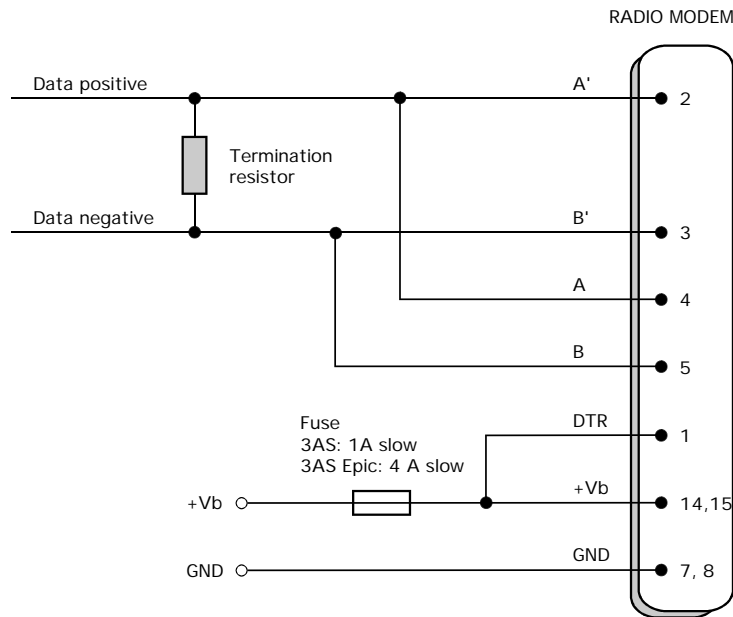 RADIO MODEM
Data positive
A'
2
Termination
resistor
Data negative
B'
3
A
4
B
5
Fuse
3AS: 1A slow
3AS Epic: 4 A slow
DTR
1
+Vb
+Vb
14,15
GND
GND
7, 8